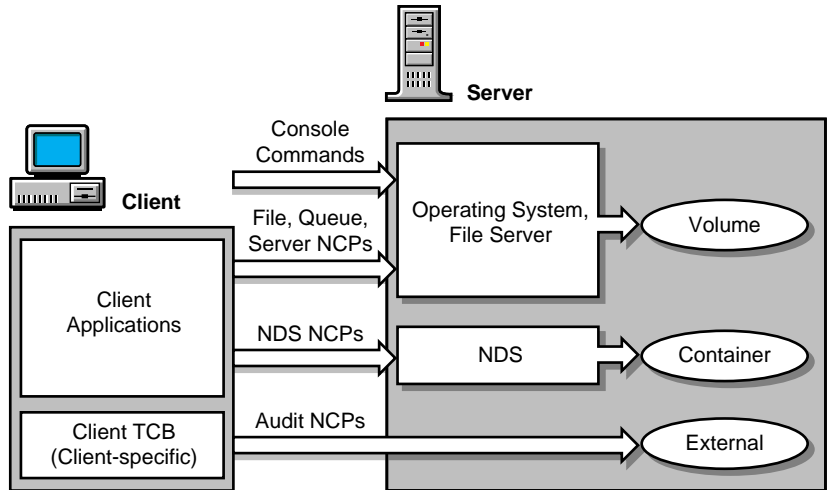 Server
Console
Commands
Client
File, Queue,
Server NCPs
Operating System,
File Server
Volume
Client
Applications
NDS NCPs
NDS
Container
Client TCB
(Client-specific)
Audit NCPs
External